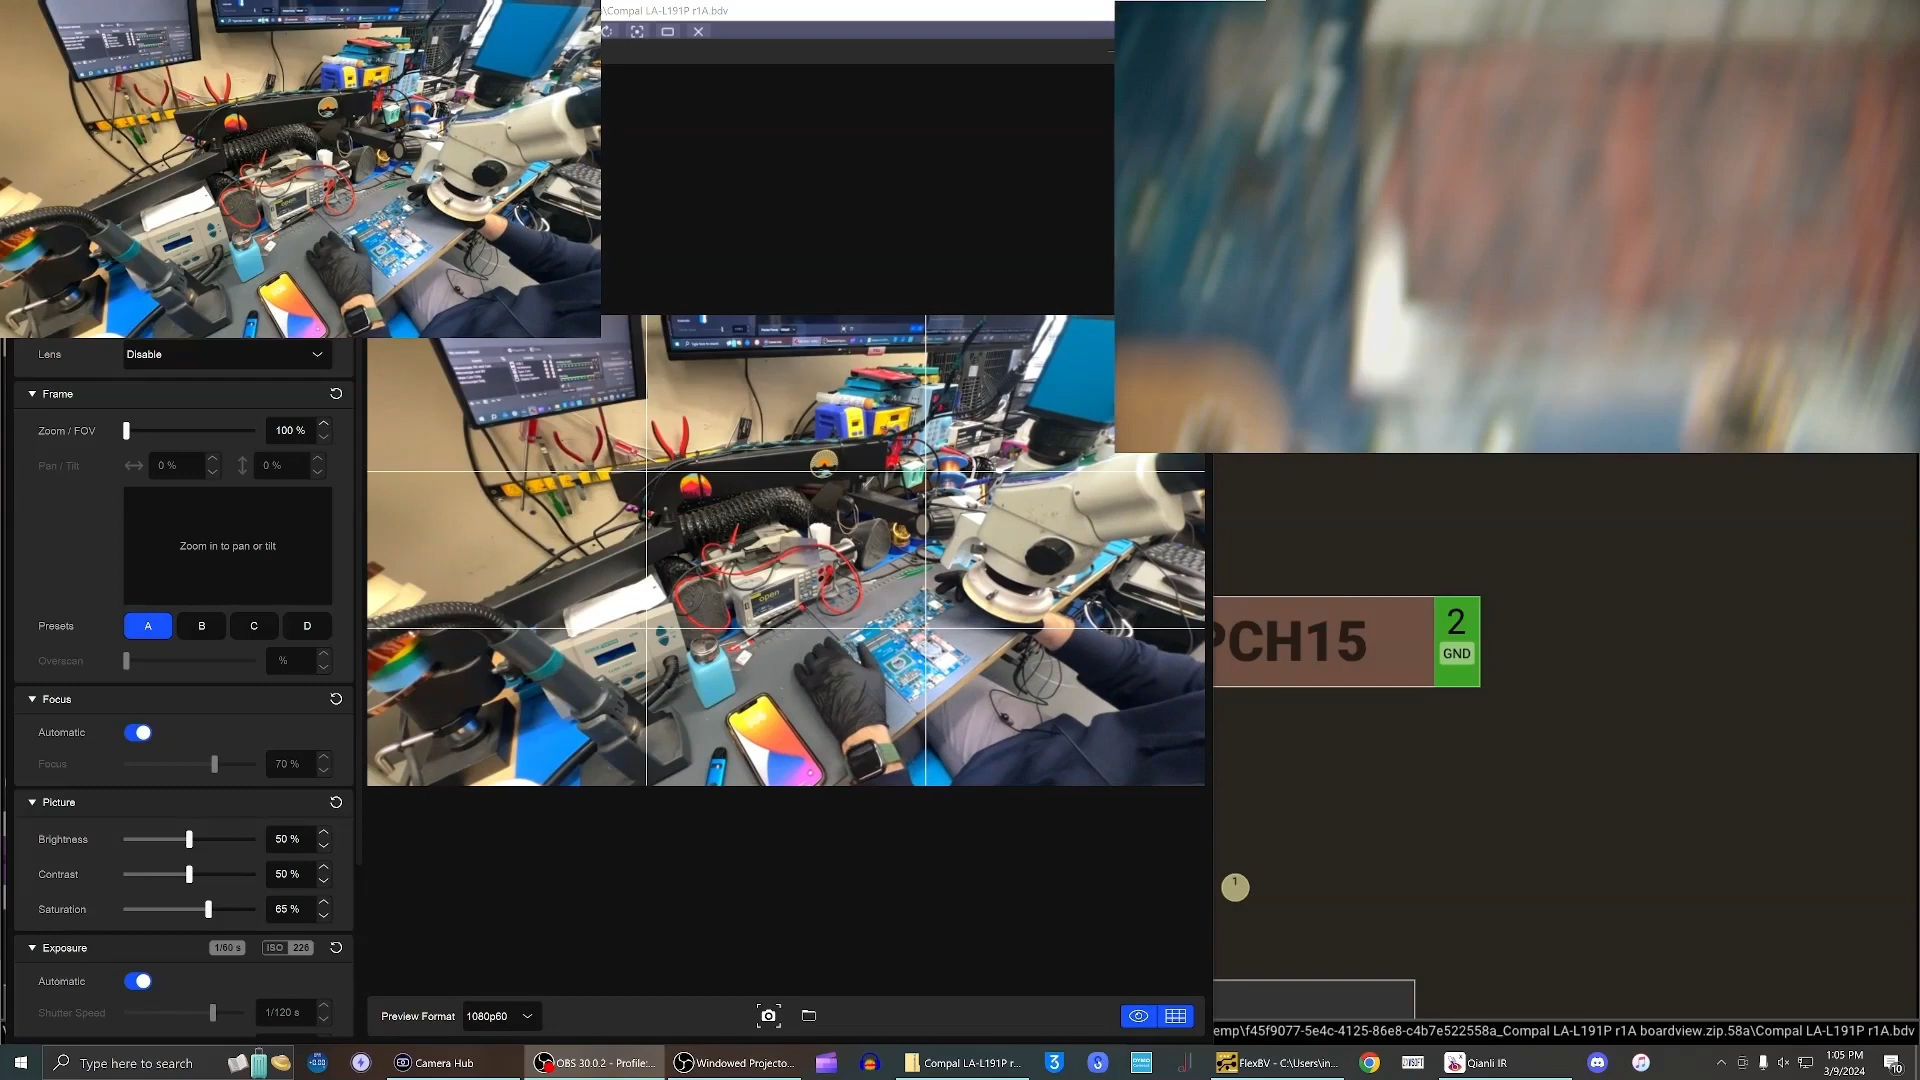 \Compal LA-L191P r1A.bdv
open
Lens
Disable
Frame
Zoom / FOV
100 %
Pan / Tilt
0 %
0 %
Zoom in to pan or tilt
Presets
A
B
C
D
Overscan
%
Focus
Automatic
Focus
70 %
Picture
Brightness
50 %
Contrast
50 %
Saturation
65 %
Exposure
1/60 s
ISO 226
Automatic
Shutter Speed
1/120 s
open
Preview Format
1080p60
PCH15
2
GND
1
emp\f45f9077-5e4c-4125-86e8-c4b7e522558a_Compal LA-L191P r1A boardview.zip.58a\Compal LA-L191P r1A.bdv
Type here to search
Camera Hub
OBS 30.0.2 - Profile:...
Windowed Projecto...
Compal LA-L191P r...
FlexBV - C:\Users\in...
Qianli IR
1:05 PM
3/9/2024
10